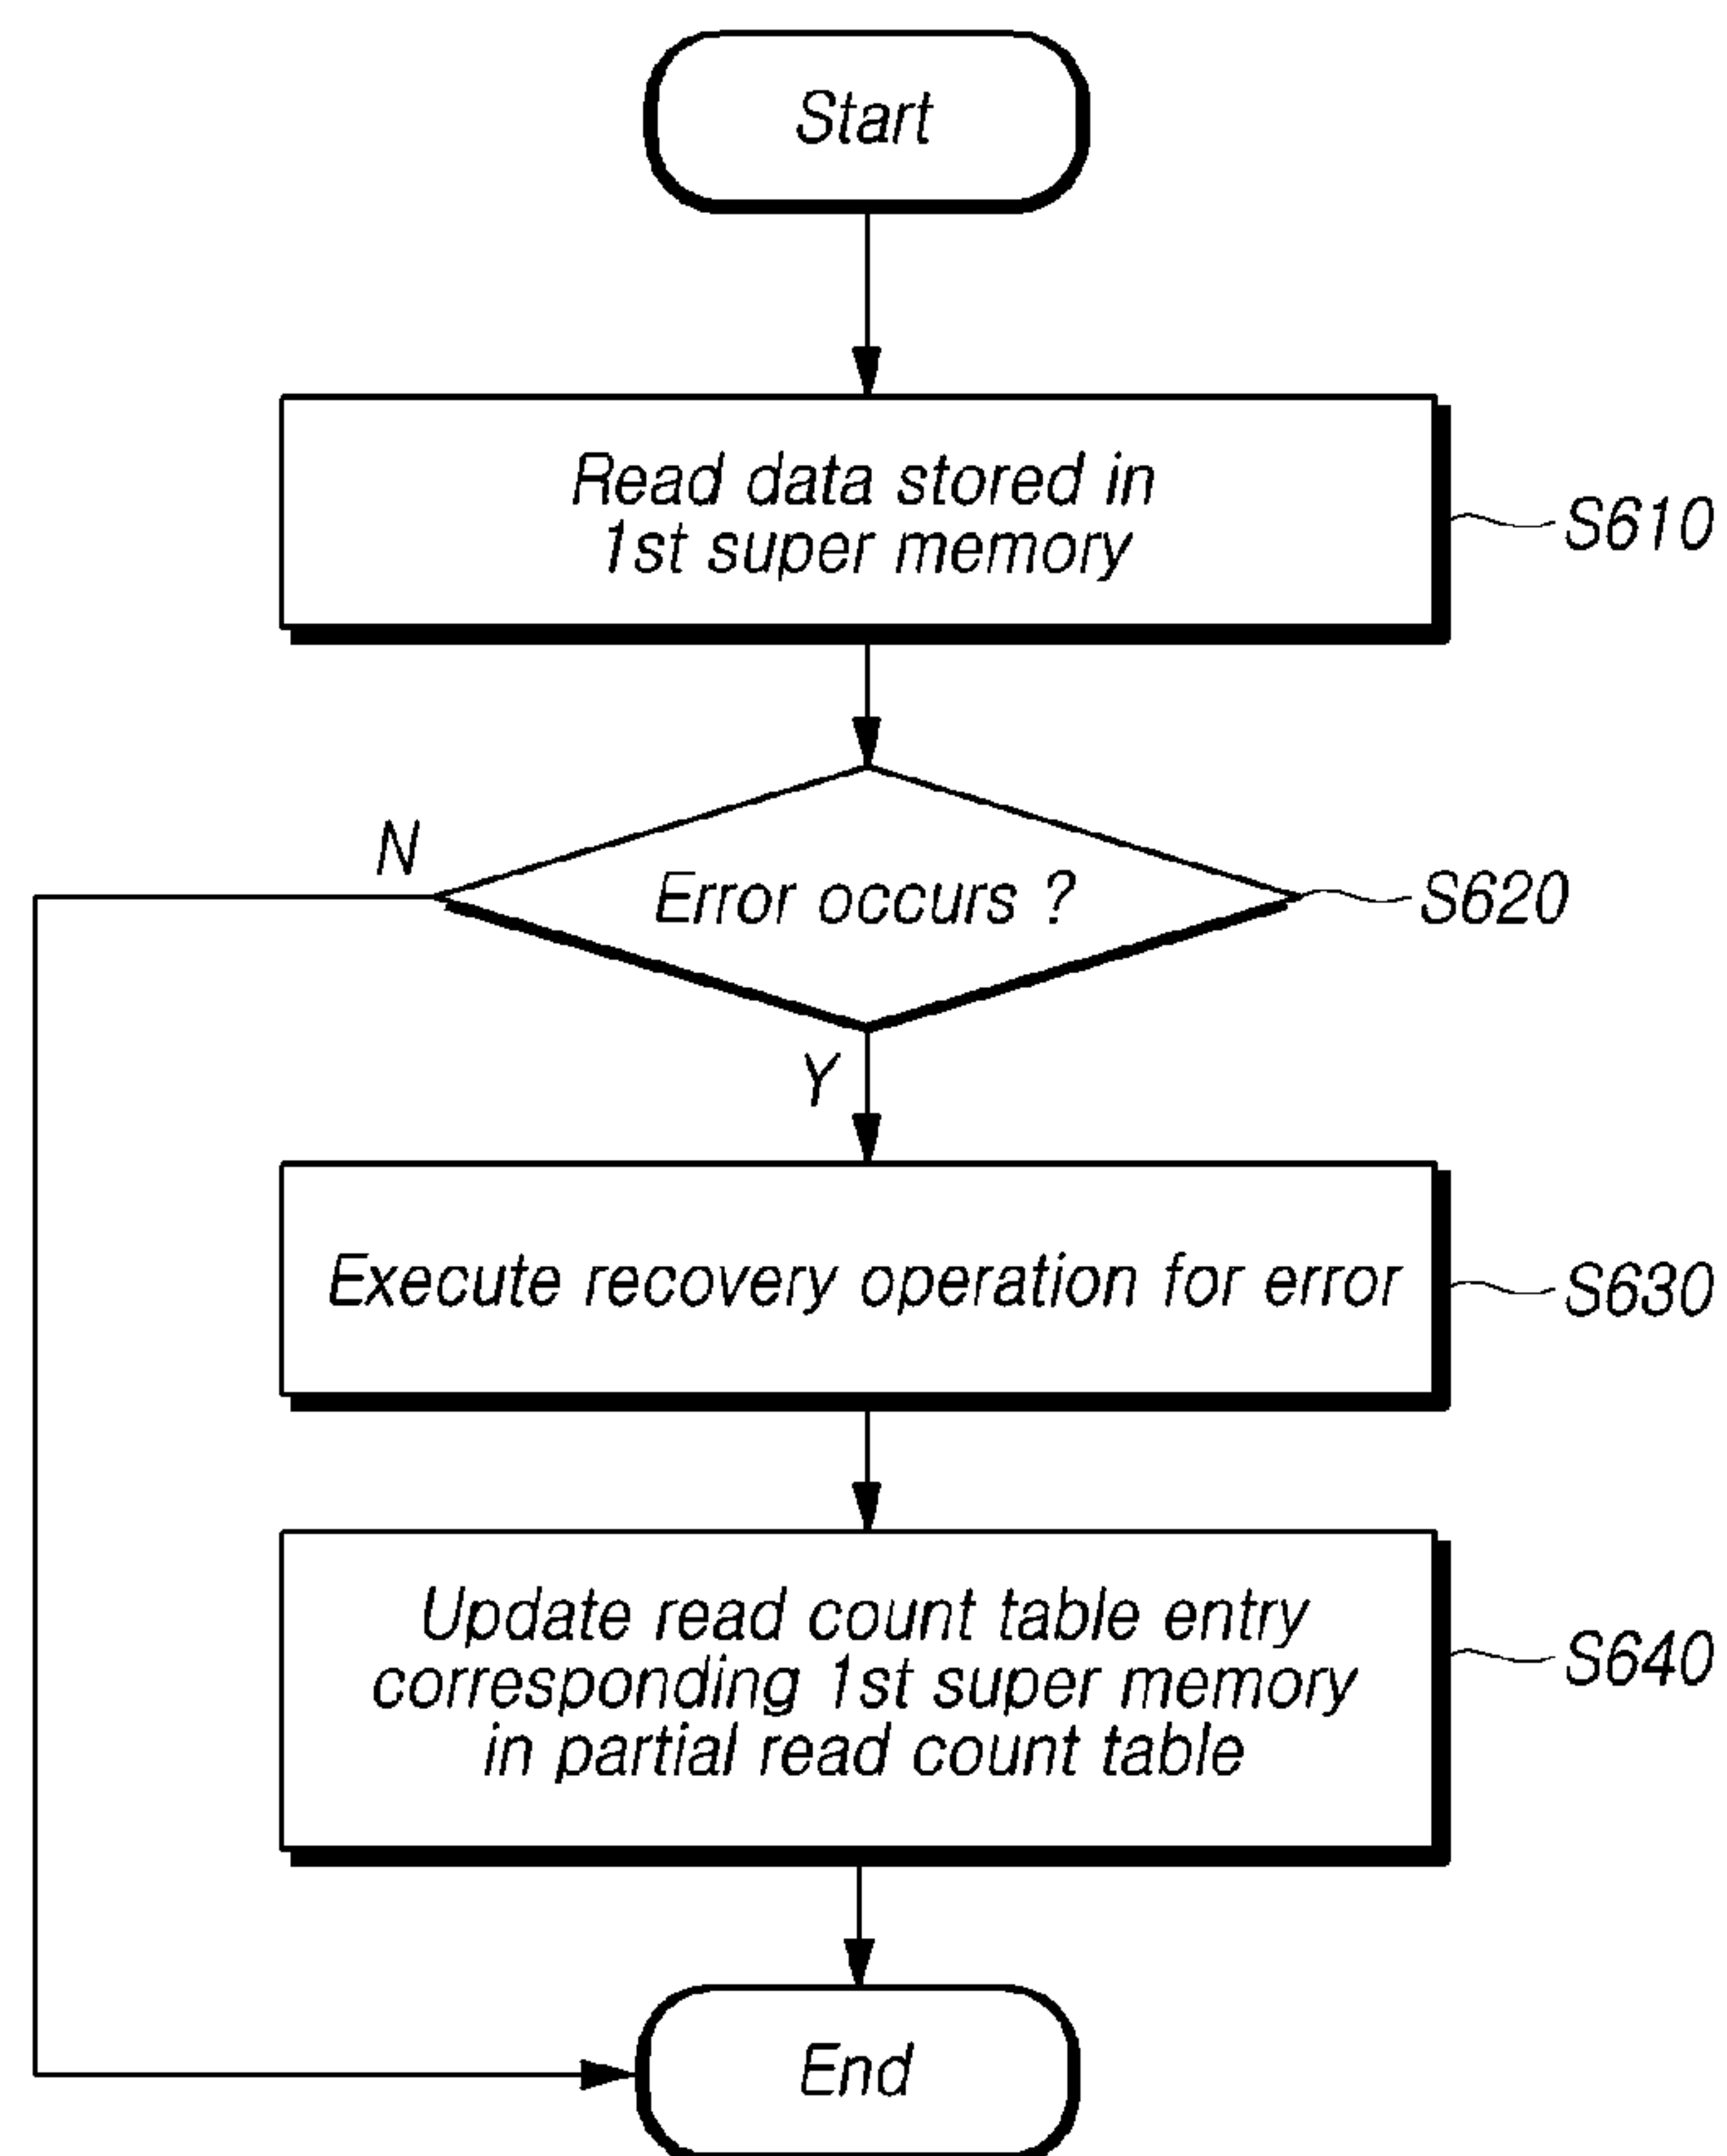 Start
Read data stored in
1st super memory
S610
N
Error occurs ?
S620
Y
Execute recovery operation for error
S630
Update read count table entry
corresponding 1st super memory
in partial read count table
S640
End